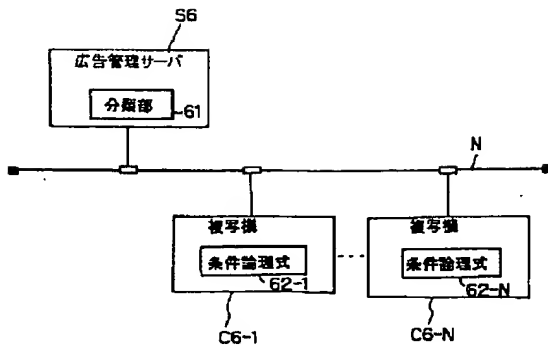 S6
広告管理サーバ
分類部
61
N
複写機
複写機
条件論理式
条件論理式
62-1
62-N
C6-1
C6-N